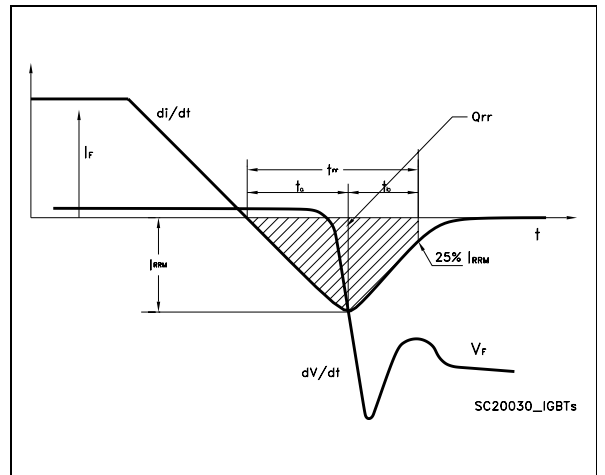 di/dt
Qrr
IF
trr
ta
tb
t
IRRM
25% IRRM
dV/dt
VF
SC20030_IGBTs